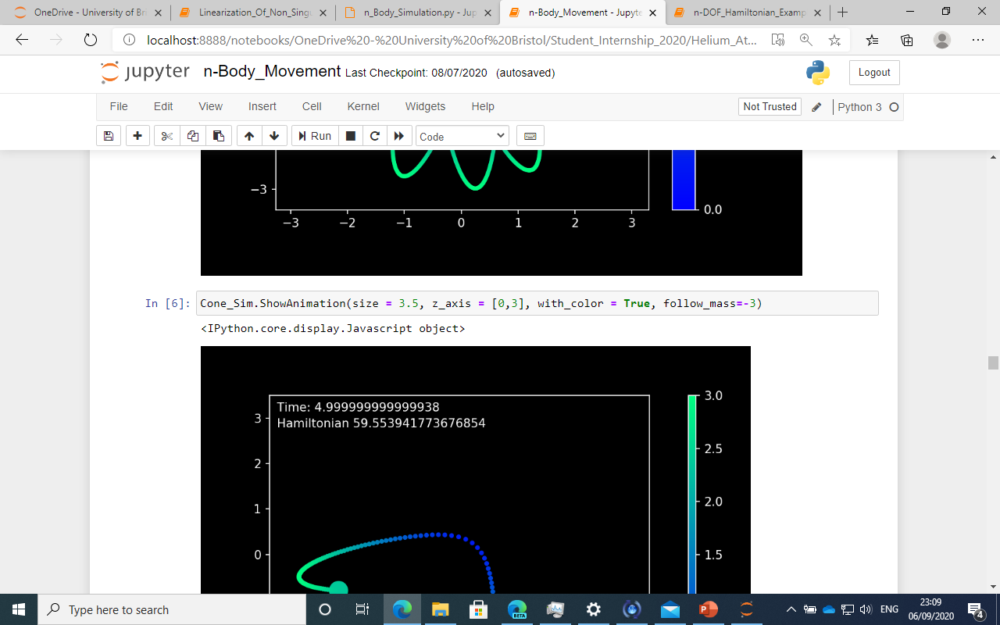 OneDrive - University of Bri
Linearization_Of_Non_Singu
n_Body_Simulation.py - Jup
n-Body_Movement - Jupyte
n-DOF_Hamiltonian_Examp
localhost:8888/notebooks/OneDrive%20-%20University%20of%20Bristol/Student_Internship_2020/Helium_At...
jupyter n-Body_Movement Last Checkpoint: 08/07/2020 (autosaved)
Logout
File Edit View Insert Cell Kernel Widgets Help
Not Trusted
Python 3
Run
Code
−3
0.0
−3 −2 −1 0 1 2 3
In [6]: Cone_Sim.ShowAnimation(size = 3.5, z_axis = [0,3], with_color = True, follow_mass=-3)
<IPython.core.display.Javascript object>
Time: 4.999999999999938
Hamiltonian 59.553941773676854
3
2
1
0
3.0
2.5
2.0
1.5
Type here to search
BETA
ENG
23:09
06/09/2020
4